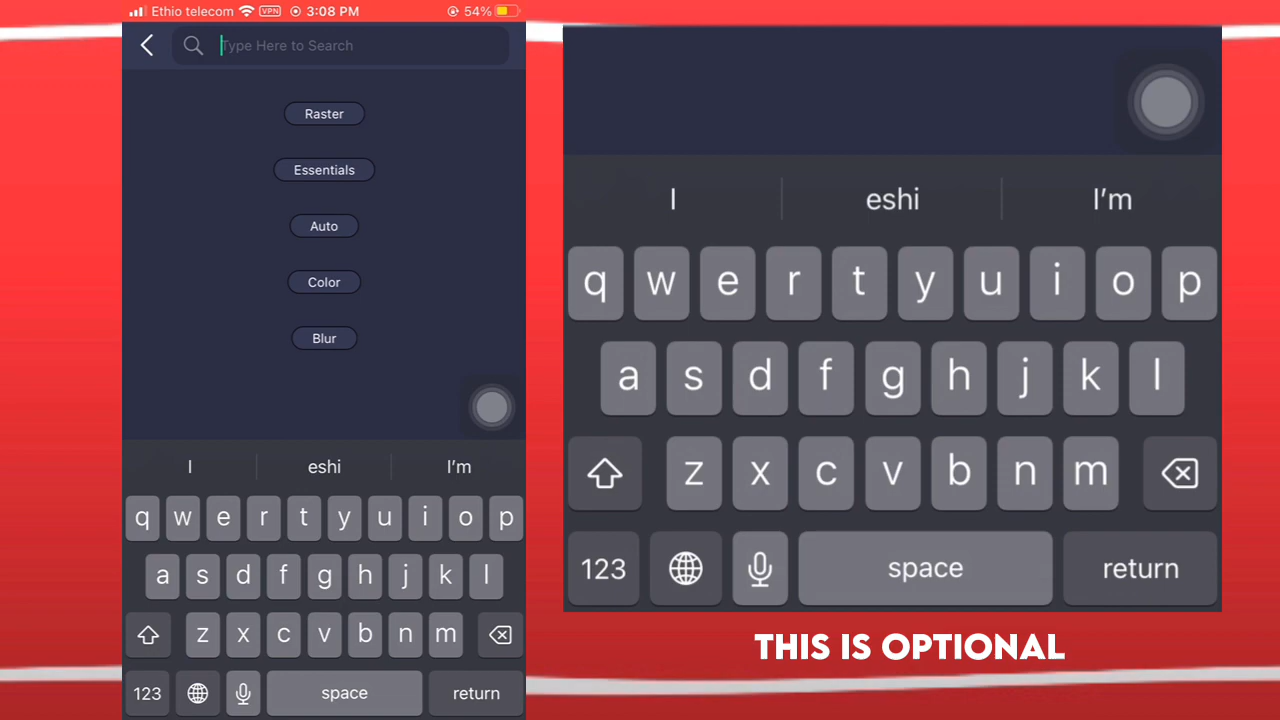 Ethio telecom VPN 3:08 PM 54%
Type Here to Search
Raster
Essentials
Auto
Color
Blur
I eshi I'm
q w e r t y u i o p
a s d f g h j k l
z x c v b n m
123 space return
I eshi I'm
q w e r t y u i o p
a s d f g h j k l
z x c v b n m
123 space return
THIS IS OPTIONAL